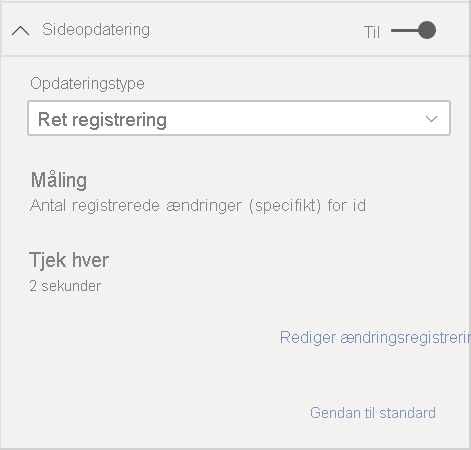 Sideopdatering
Til
Opdateringstype
Ret registrering
Måling
Antal registrerede ændringer (specifikt) for id
Tjek hver
2 sekunder
Rediger ændringsregistrerin
Gendan til standard